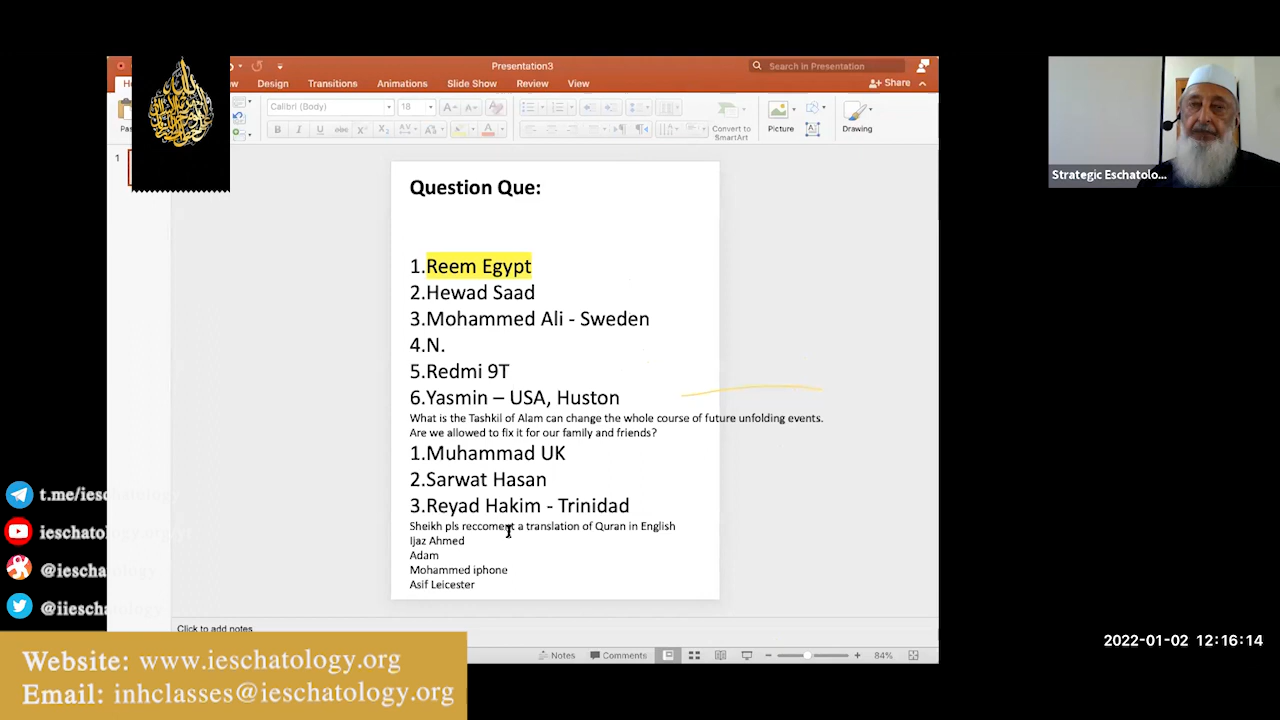 Presentation3
Search in Presentation
Design
Transitions
Animations
Slide Show
Review
View
Share
Calibri (Body)
18
Convert to
SmartArt
Picture
Drawing
1
Question Que:
1.Reem Egypt
2.Hewad Saad
3.Mohammed Ali - Sweden
4.N.
5.Redmi 9T
6.Yasmin – USA, Huston
What is the Tashkil of Alam can change the whole course of future unfolding events.
Are we allowed to fix it for our family and friends?
1.Muhammad UK
2.Sarwat Hasan
3.Reyad Hakim - Trinidad
Sheikh pls reccoment a translation of Quran in English
Ijaz Ahmed
Adam
Mohammed iphone
Asif Leicester
Click to add notes
Notes
Comments
84%
Strategic Eschatolo...
t.me/ieschatology
ieschatology
@ieschatology
@iieschatology
2022-01-02 12:16:14
Website: www.ieschatology.org
Email: inhclasses@ieschatology.org